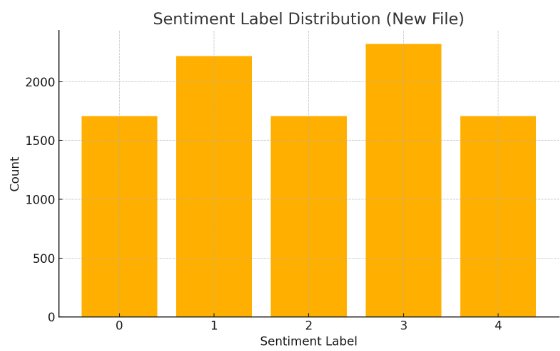 Sentiment Label Distribution (New File)
2000
1500
1000
500
0
Count
0 1 2 3 4
Sentiment Label